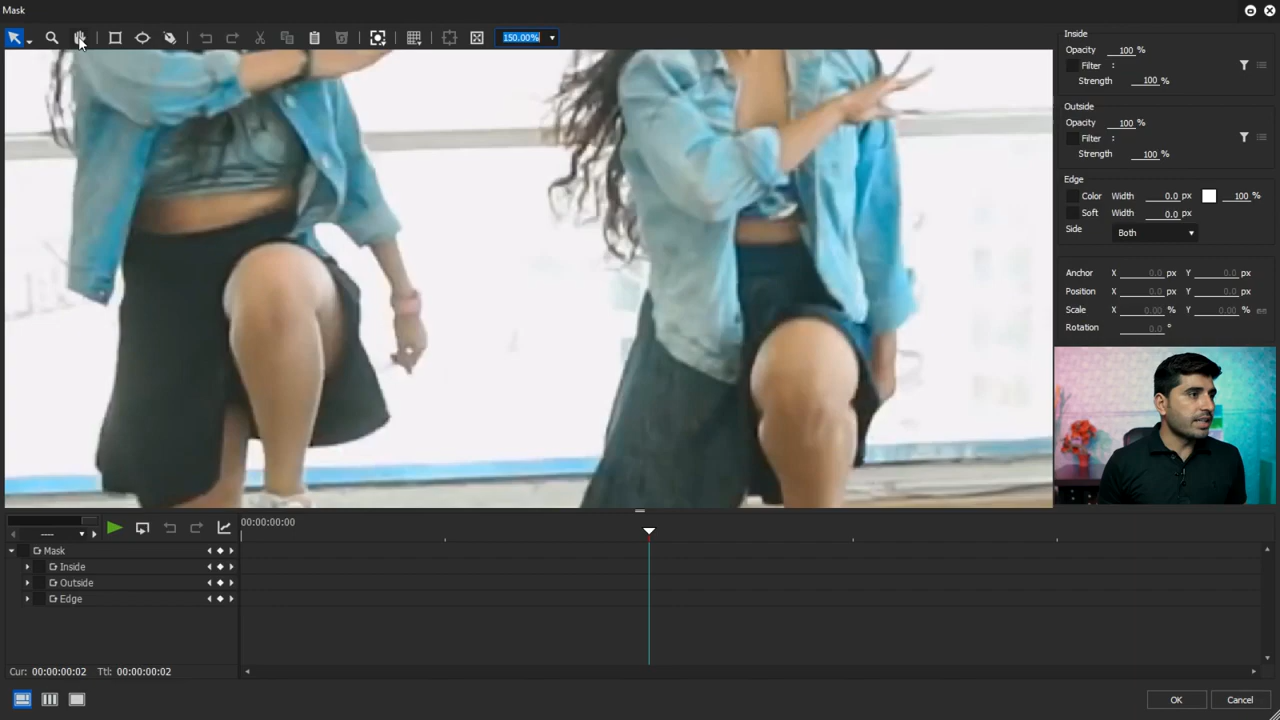 Mask
150.00%
Inside
Opacity 100 %
Filter :
Strength 100 %
Outside
Opacity 100 %
Filter :
Strength 100 %
Edge
Color Width 0.0 px 100 %
Soft Width 0.0 px
Side Both
Anchor X 0.0 px Y 0.0 px
Position X 0.0 px Y 0.0 px
Scale X 0.00 % Y 0.00 %
Rotation 0.0 °
00:00:00:00
----
Mask
Inside
Outside
Edge
Cur: 00:00:00:02 Ttl: 00:00:00:02
OK Cancel